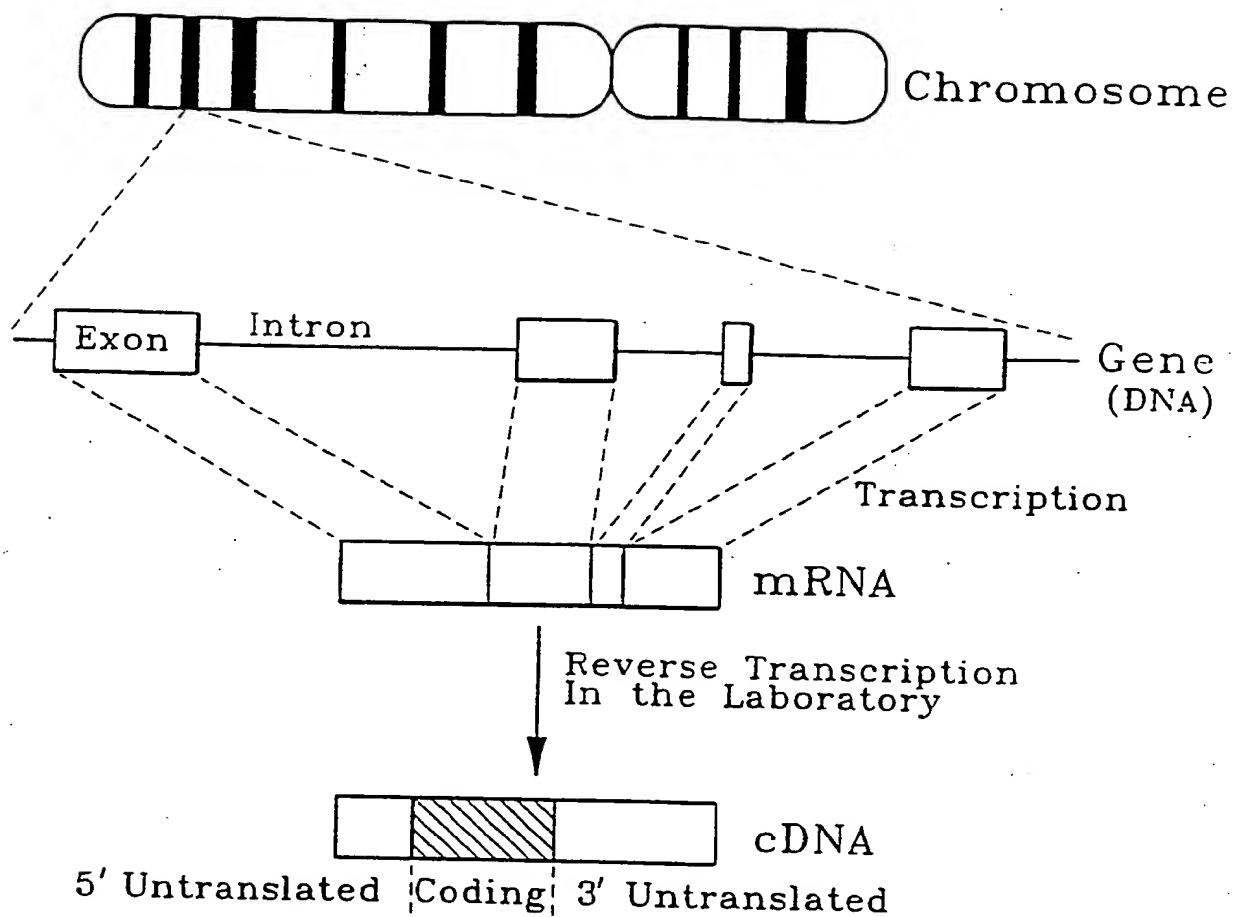 Chromosome
Exon
Intron
Gene
(DNA)
Transcription
mRNA
Reverse Transcription
In the Laboratory
cDNA
5' Untranslated
Coding
3' Untranslated